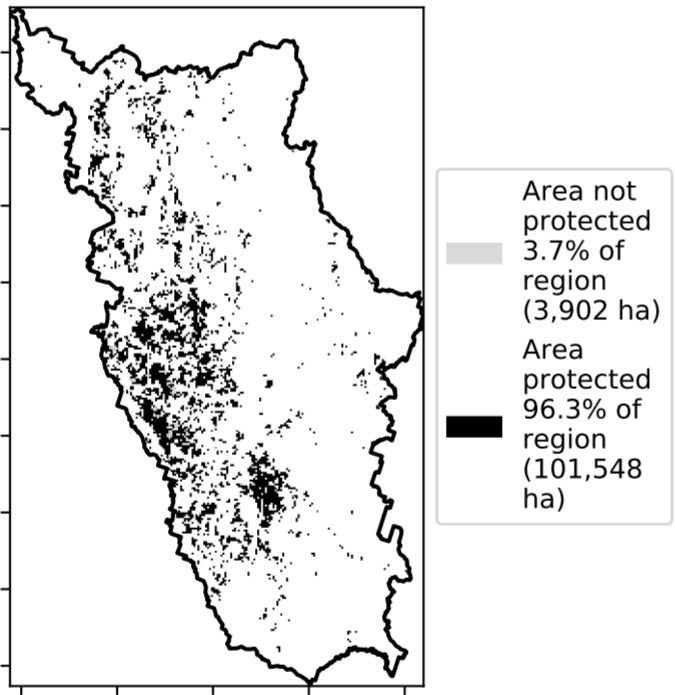 Area not
protected
3.7% of
region
(3,902 ha)
Area
protected
96.3% of
region
(101,548
ha)